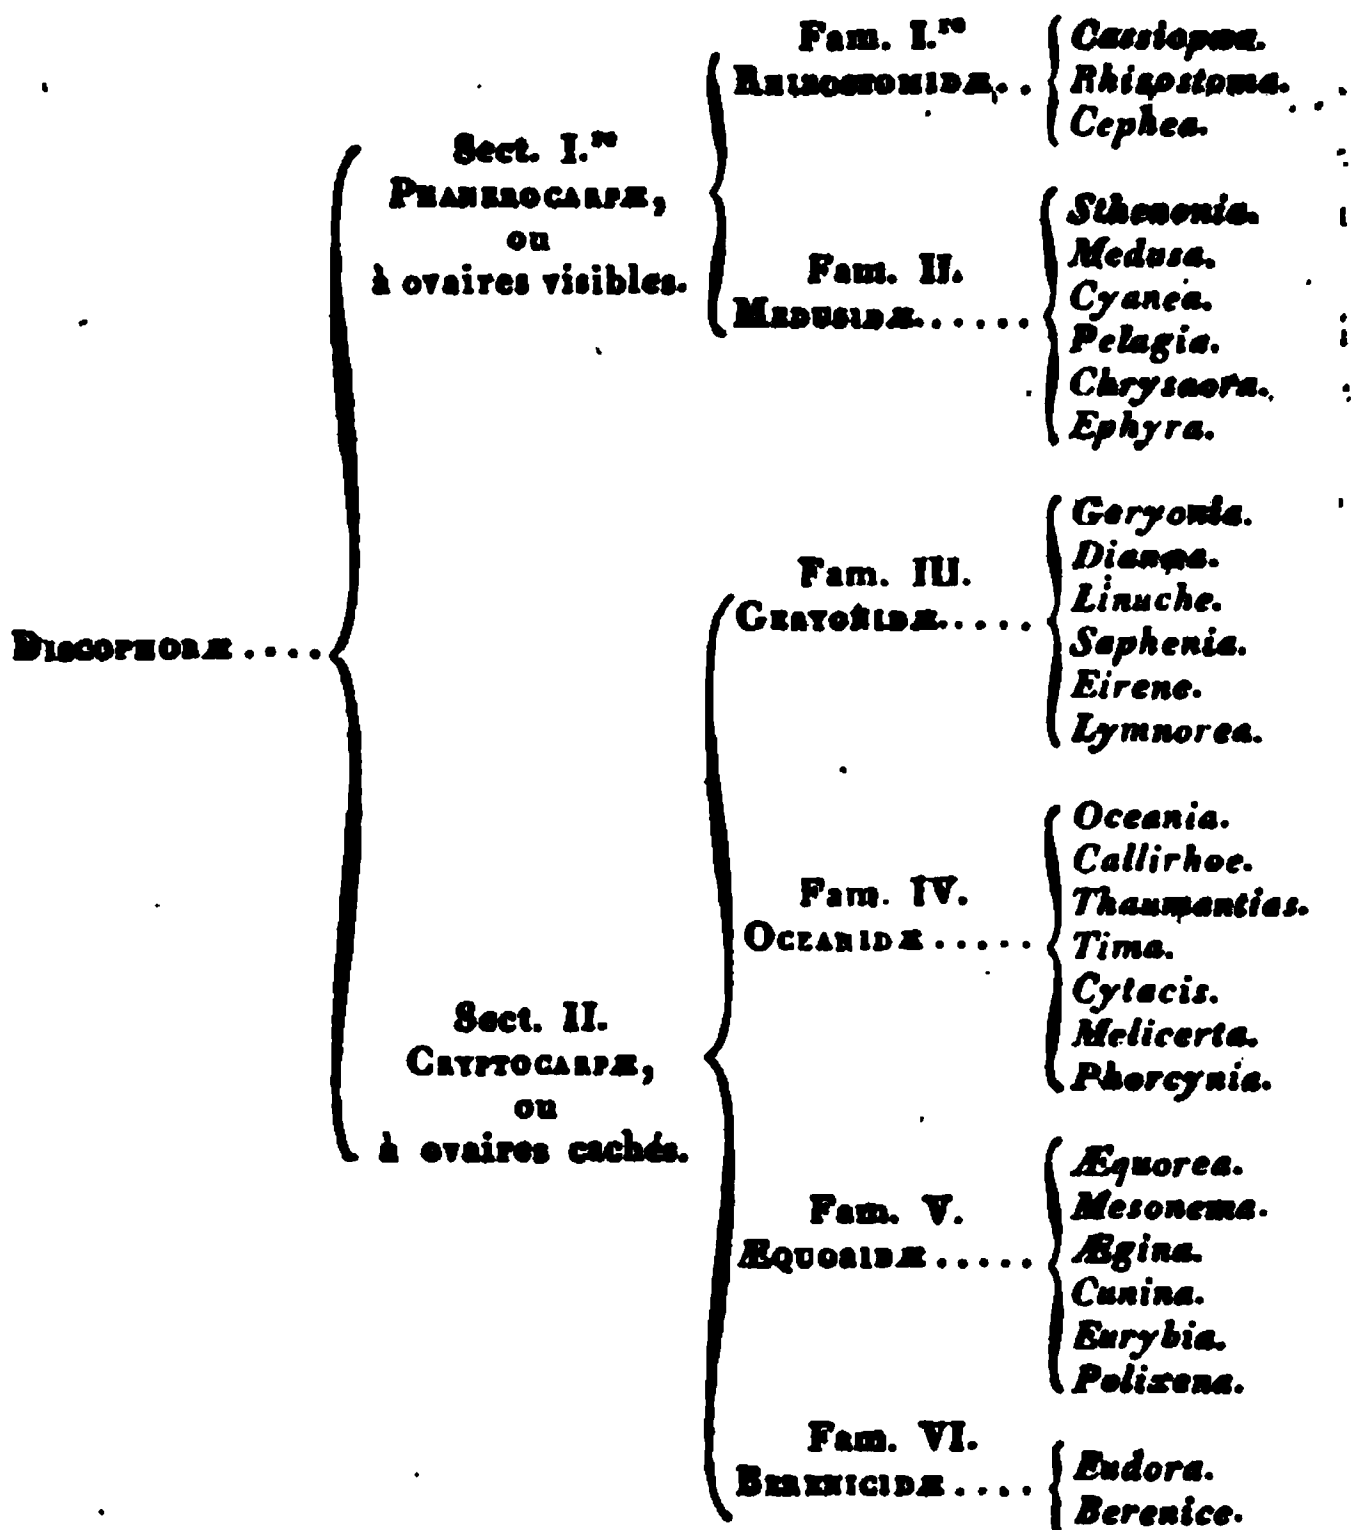 DISCOPHORÆ ....
Sect. I.re
PHANEROCARPÆ,
ou
à ovaires visibles.
Fam. I.re
RHIZOSTOMIDÆ. .
Cassiopæa.
Rhizostoma.
Cephea.
Fam. II.
MEDUSIDÆ......
Sthenonia.
Medusa.
Cyanea.
Pelagia.
Chrysaora.
Ephyra.
Sect. II.
CRYPTOCARPÆ,
ou
à ovaires cachés.
Fam. III.
GERYONIDÆ.....
Geryonia.
Dianæa.
Linuche.
Saphenia.
Eirene.
Lymnorea.
Fam. IV.
OCEANIDÆ .....
Oceania.
Callirhoe.
Thaumantias.
Tima.
Cytacis.
Melicerta.
Phorcynia.
Fam. V.
ÆQUORIDÆ .....
Æquorea.
Mesonema.
Ægina.
Cunina.
Eurybia.
Polixena.
Fam. VI.
BERENICIDÆ ....
Eudora.
Berenice.